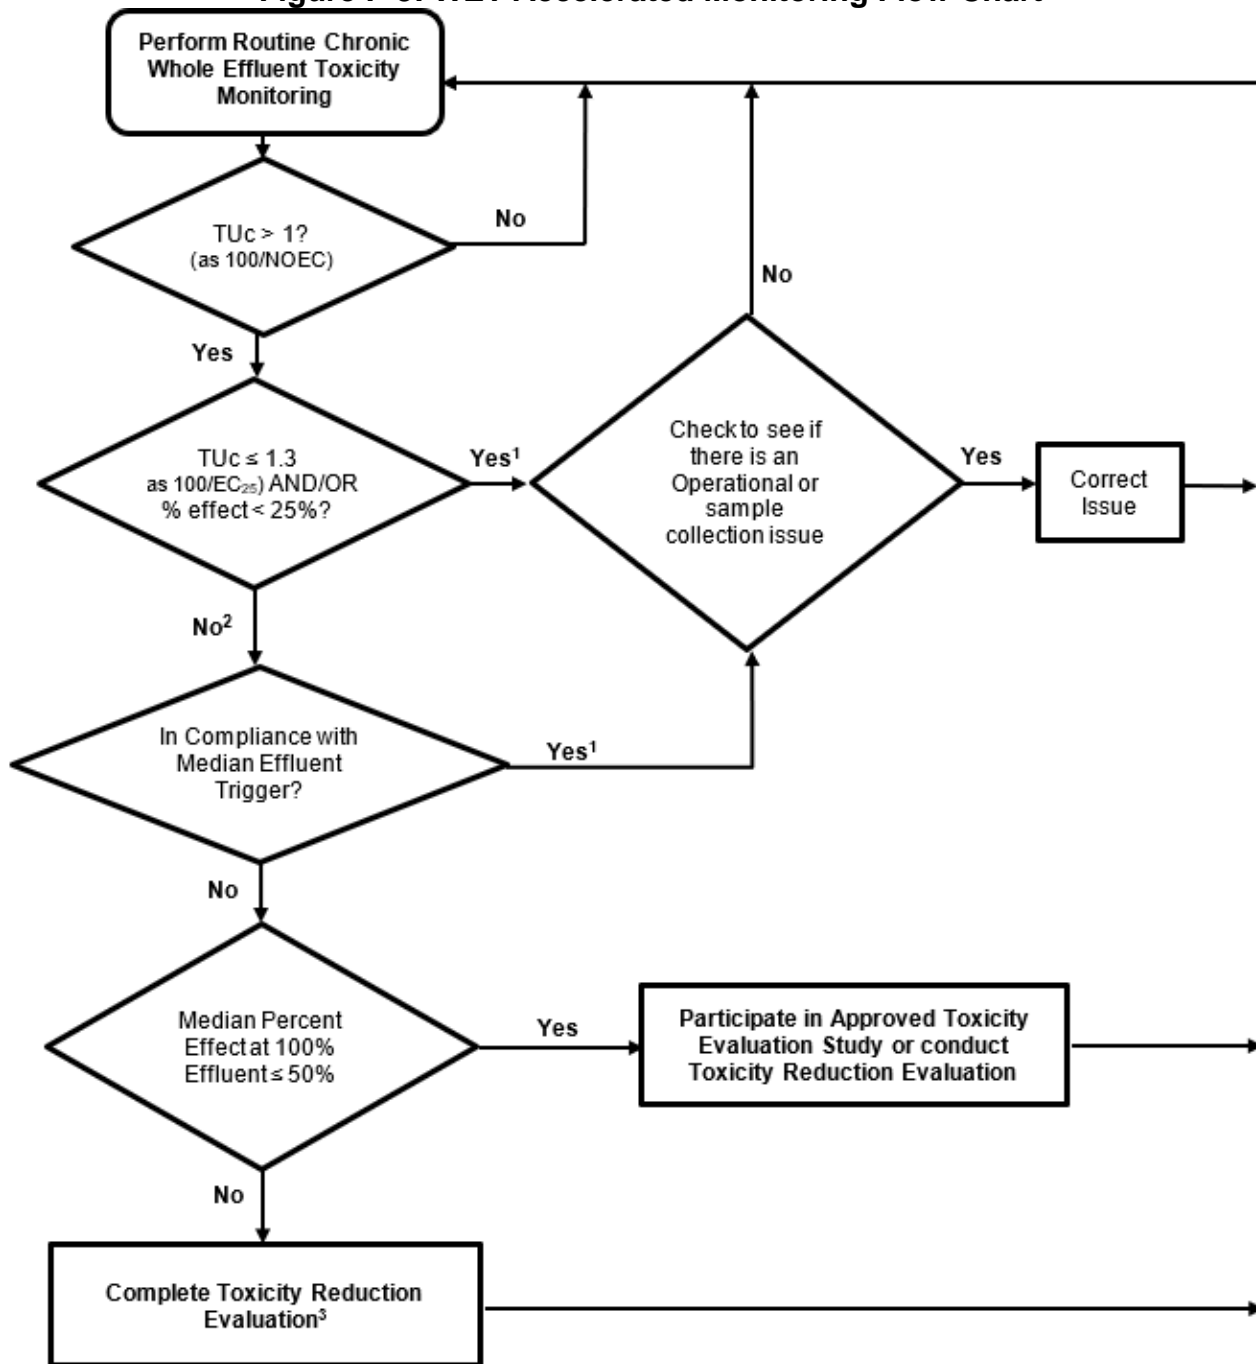 Perform Routine Chronic
Whole Effluent Toxicity
Monitoring
TUc > 1?
(as 100/NOEC)
No
Yes
TUc ≤ 1.3
as 100/EC₂₅) AND/OR
% effect < 25%?
Yes¹
No
Check to see if
there is an
Operational or
sample
collection issue
Yes
Correct
Issue
No²
In Compliance with
Median Effluent
Trigger?
Yes¹
No
Median Percent
Effect at 100%
Effluent ≤ 50%
Yes
Participate in Approved Toxicity
Evaluation Study or conduct
Toxicity Reduction Evaluation
No
Complete Toxicity Reduction
Evaluation³